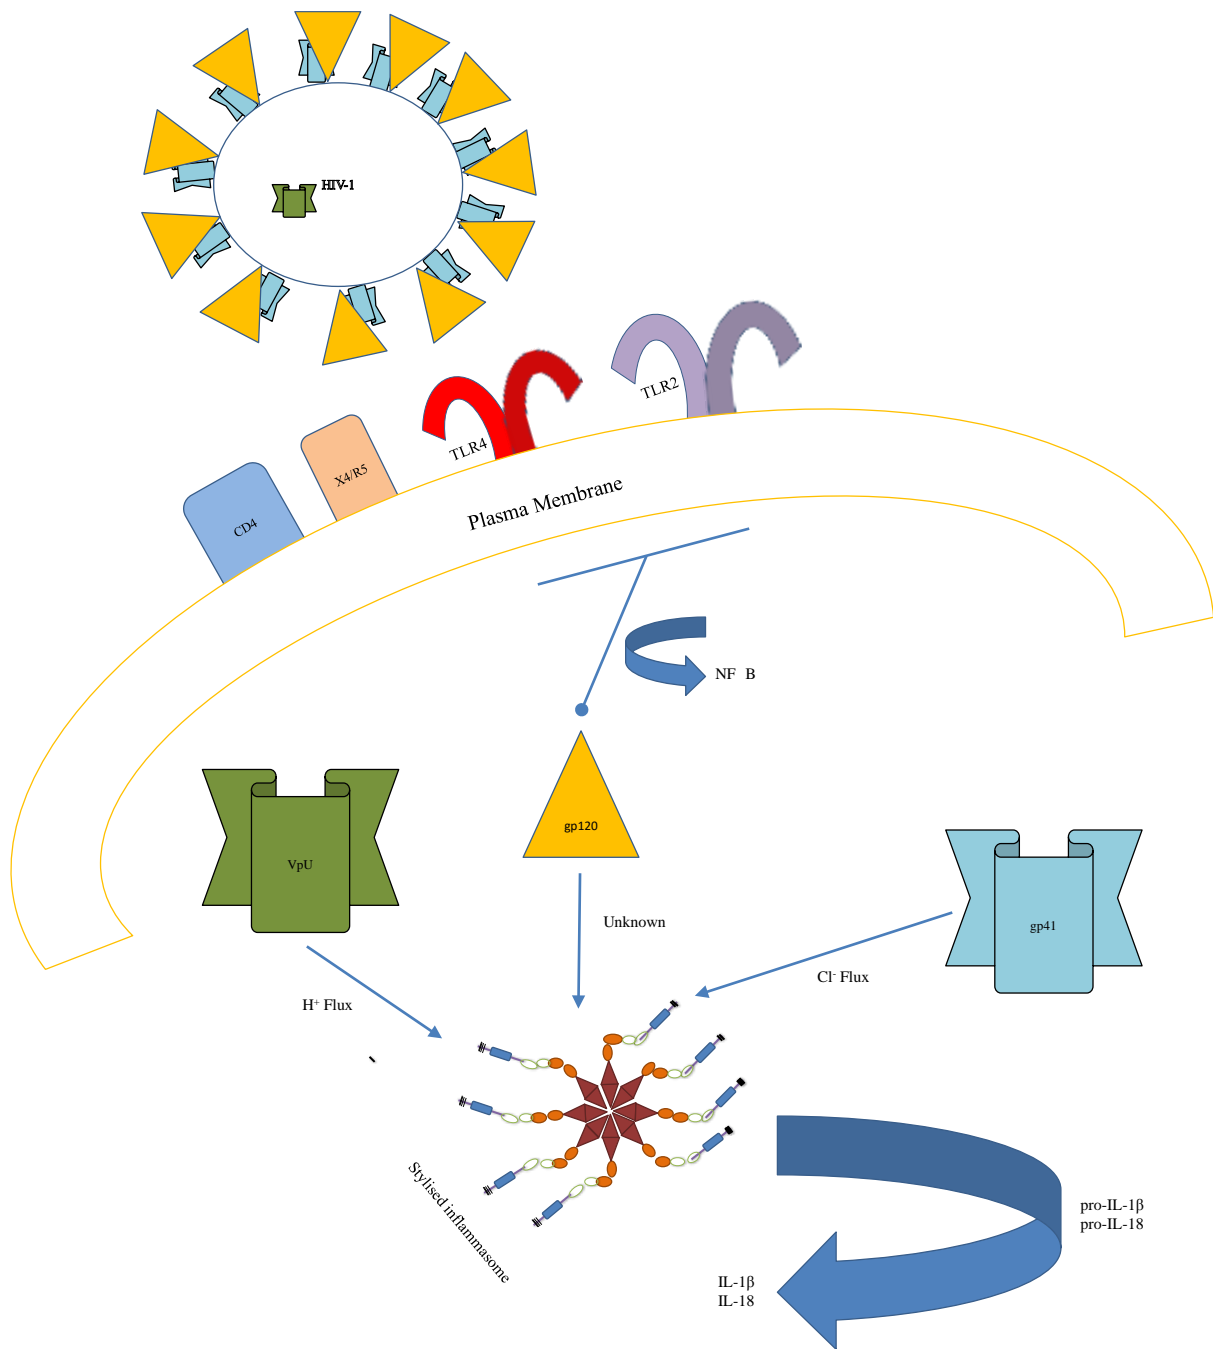 HIV-1
TLR2
TLR4
X4/R5
CD4
Plasma Membrane
NF B
gp120
VpU
gp41
Unknown
Cl- Flux
H+ Flux
Stylised inflammasome
pro-IL-1β
pro-IL-18
IL-1β
IL-18